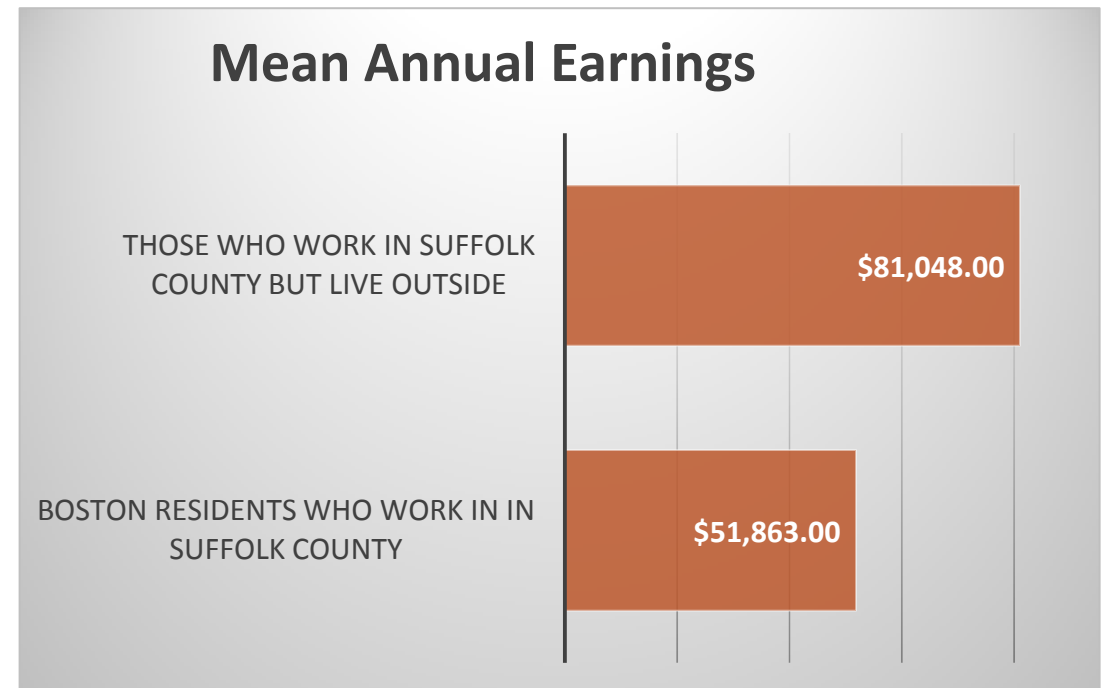 Mean Annual Earnings
THOSE WHO WORK IN SUFFOLK
COUNTY BUT LIVE OUTSIDE
$81,048.00
BOSTON RESIDENTS WHO WORK IN IN
SUFFOLK COUNTY
$51,863.00